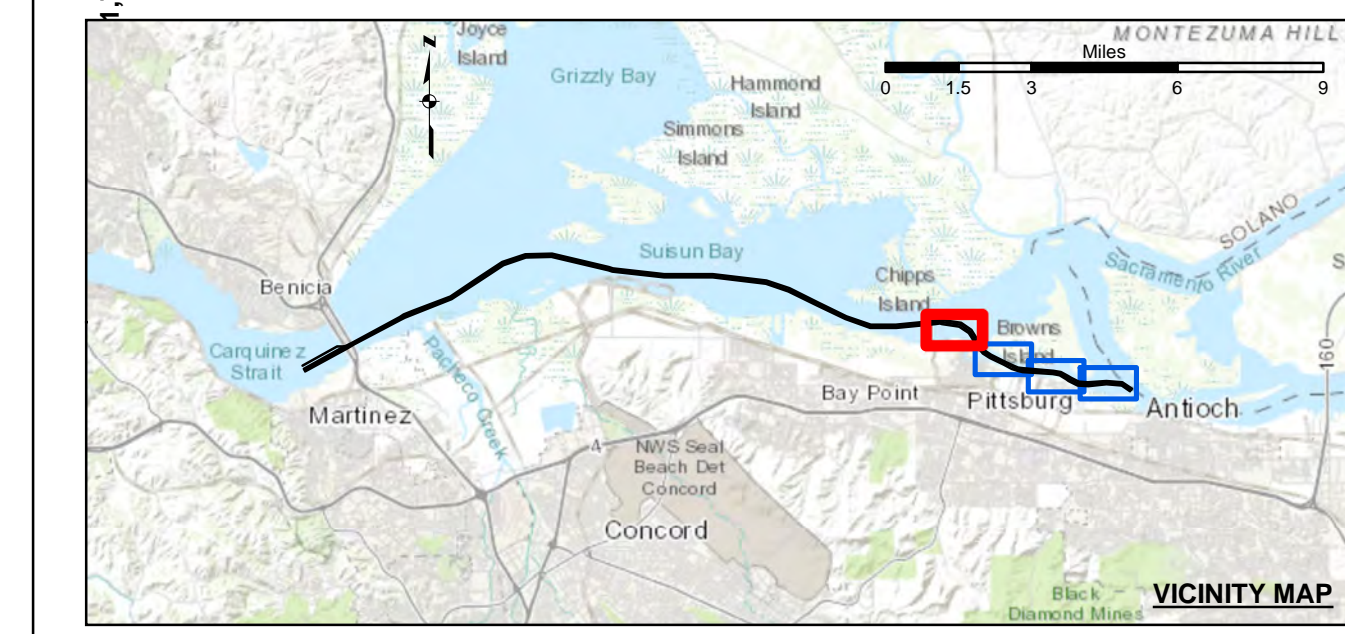 Joyce
Island
N
Grizzly Bay
Hammond
Island
Simmons
Island
MONTEZUMA HILL
Miles
0 1.5 3 6 9
SOLANO
Sacramento River
Suisun Bay
Chipps
Island
Benicia
Browns
Island
Carquinez
Strait
Pacheco Creek
160
Martinez
Bay Point
Pittsburg
Antioch
4
NWS Seal
Beach Det
Concord
Concord
Black
Diamond Mines
VICINITY MAP